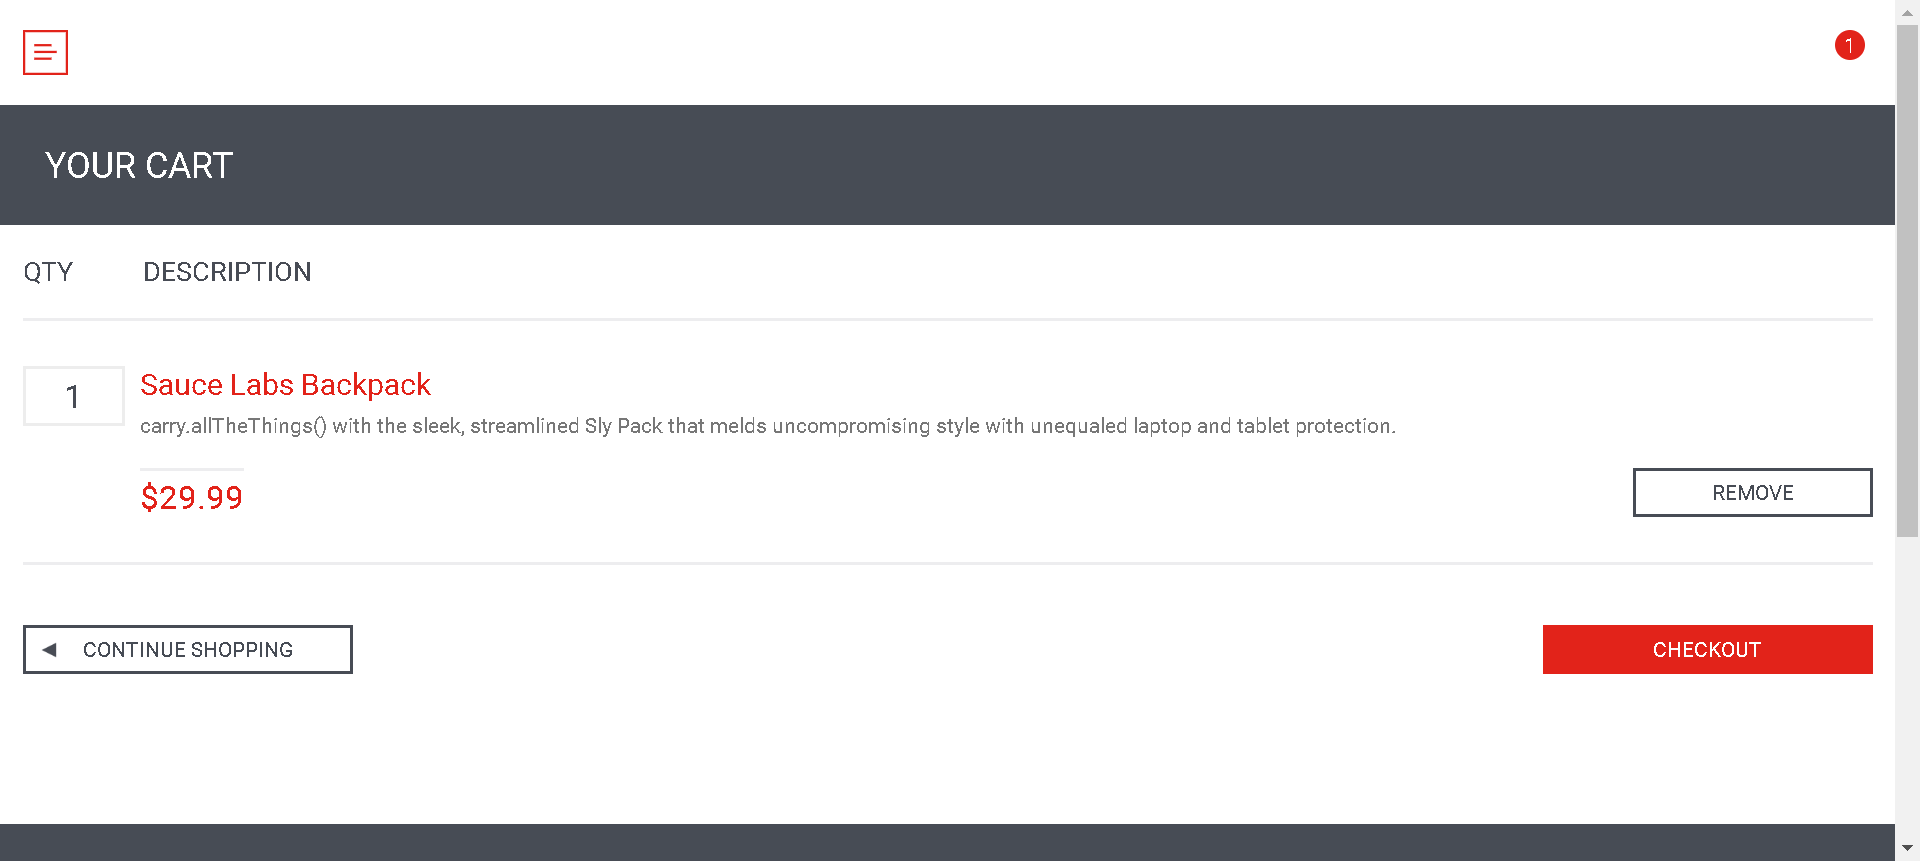 1
YOUR CART
QTY DESCRIPTION
1
Sauce Labs Backpack
carry.allTheThings() with the sleek, streamlined Sly Pack that melds uncompromising style with unequaled laptop and tablet protection.
$29.99
REMOVE
CONTINUE SHOPPING
CHECKOUT